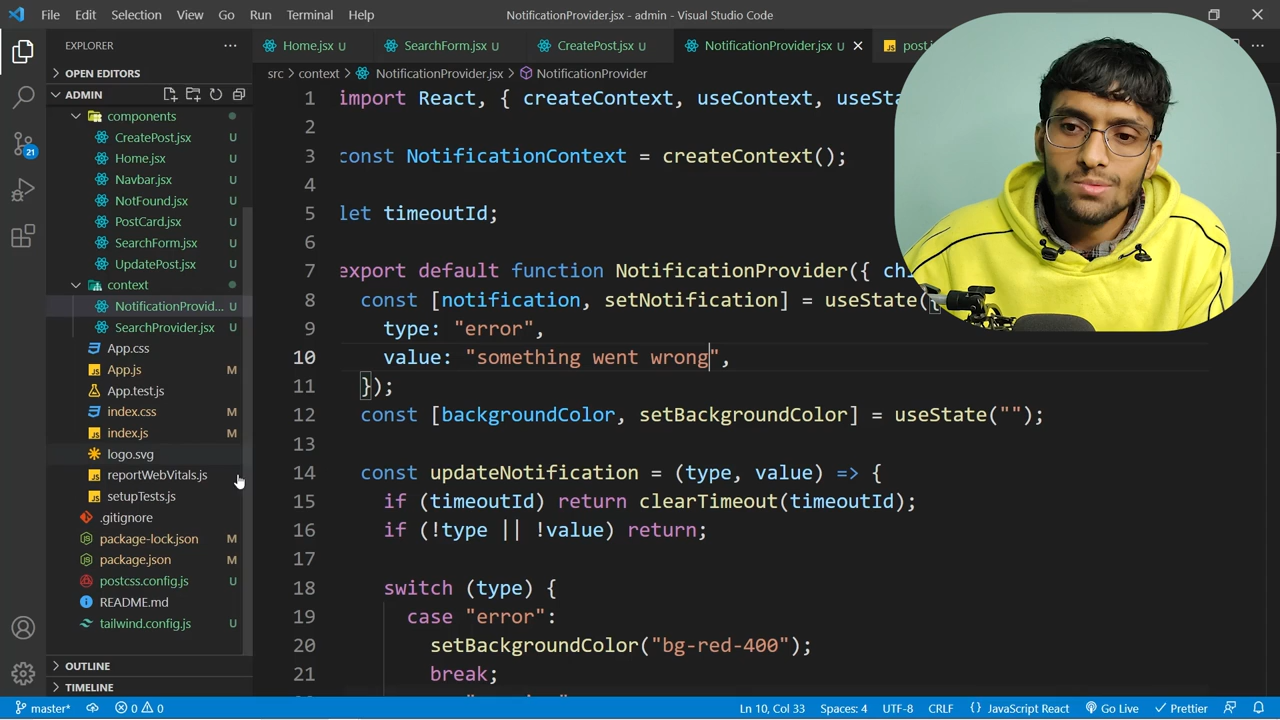 File Edit Selection View Go Run Terminal Help NotificationProvider.jsx - admin - Visual Studio Code
EXPLORER
Home.jsx U SearchForm.jsx U CreatePost.jsx U NotificationProvider.jsx U
OPEN EDITORS
src > context > NotificationProvider.jsx > NotificationProvider
ADMIN
components
CreatePost.jsx U
Home.jsx U
Navbar.jsx U
NotFound.jsx U
PostCard.jsx U
SearchForm.jsx U
UpdatePost.jsx U
context
NotificationProvid... U
SearchProvider.jsx U
App.css
App.js M
App.test.js
index.css M
index.js M
logo.svg
reportWebVitals.js
setupTests.js
.gitignore
package-lock.json M
package.json M
postcss.config.js U
README.md
tailwind.config.js U
OUTLINE
TIMELINE
21
1 import React, { createContext, useContext, useSta
2
3 const NotificationContext = createContext();
4
5 let timeoutId;
6
7 export default function NotificationProvider({ ch
8 const [notification, setNotification] = useState({
9 type: "error",
10 value: "something went wrong",
11 });
12 const [backgroundColor, setBackgroundColor] = useState("");
13
14 const updateNotification = (type, value) => {
15 if (timeoutId) return clearTimeout(timeoutId);
16 if (!type || !value) return;
17
18 switch (type) {
19 case "error":
20 setBackgroundColor("bg-red-400");
21 break;
master* 0 0 Ln 10, Col 33 Spaces: 4 UTF-8 CRLF JavaScript React Go Live Prettier